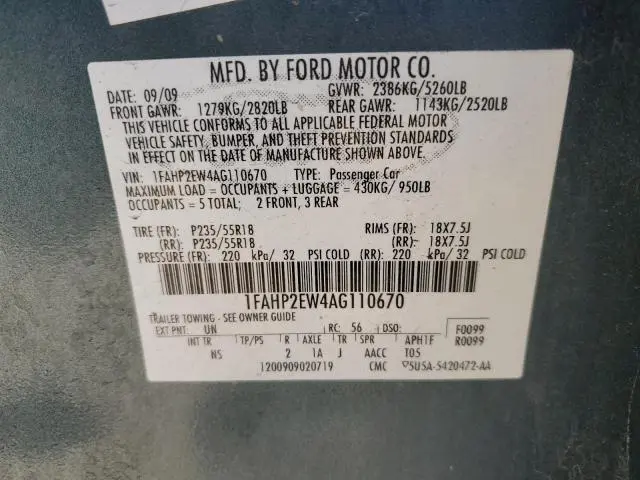 MFD. BY FORD MOTOR CO.
DATE: 09/09 GVWR: 2386KG/5260LB
FRONT GAWR: 1279KG/2820LB REAR GAWR: 1143KG/2520LB
THIS VEHICLE CONFORMS TO ALL APPLICABLE FEDERAL MOTOR
VEHICLE SAFETY, BUMPER, AND THEFT PREVENTION STANDARDS
IN EFFECT ON THE DATE OF MANUFACTURE SHOWN ABOVE.
VIN: 1FAHP2EW4AG110670 TYPE: Passenger Car
MAXIMUM LOAD = OCCUPANTS + LUGGAGE = 430KG/ 950LB
OCCUPANTS = 5 TOTAL; 2 FRONT, 3 REAR
TIRE (FR): P235/55R18 RIMS (FR): 18X7.5J
(RR): P235/55R18 (RR): 18X7.5J
PRESSURE (FR): 220 kPa/ 32 PSI COLD (RR): 220 kPa/ 32 PSI COLD
1FAHP2EW4AG110670
TRAILER TOWING - SEE OWNER GUIDE
EXT PNT: UN RC: 56 DSO: F0099
INT TR TP/PS R AXLE TR SPR APH1F R0099
NS 2 1A J AACC T05
1200909020719 CMC 5USA-5420472-AA